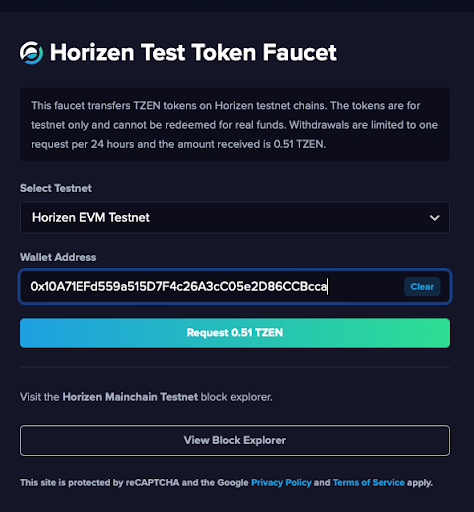 Horizen Test Token Faucet
This faucet transfers TZEN tokens on Horizen testnet chains. The tokens are for
testnet only and cannot be redeemed for real funds. Withdrawals are limited to one
request per 24 hours and the amount received is 0.51 TZEN.
Select Testnet
Horizen EVM Testnet
Wallet Address
0x10A71EFd559a515D7F4c26A3cC05e2D86CCBcca
Clear
Request 0.51 TZEN
Visit the Horizen Mainchain Testnet block explorer.
View Block Explorer
This site is protected by reCAPTCHA and the Google Privacy Policy and Terms of Service apply.